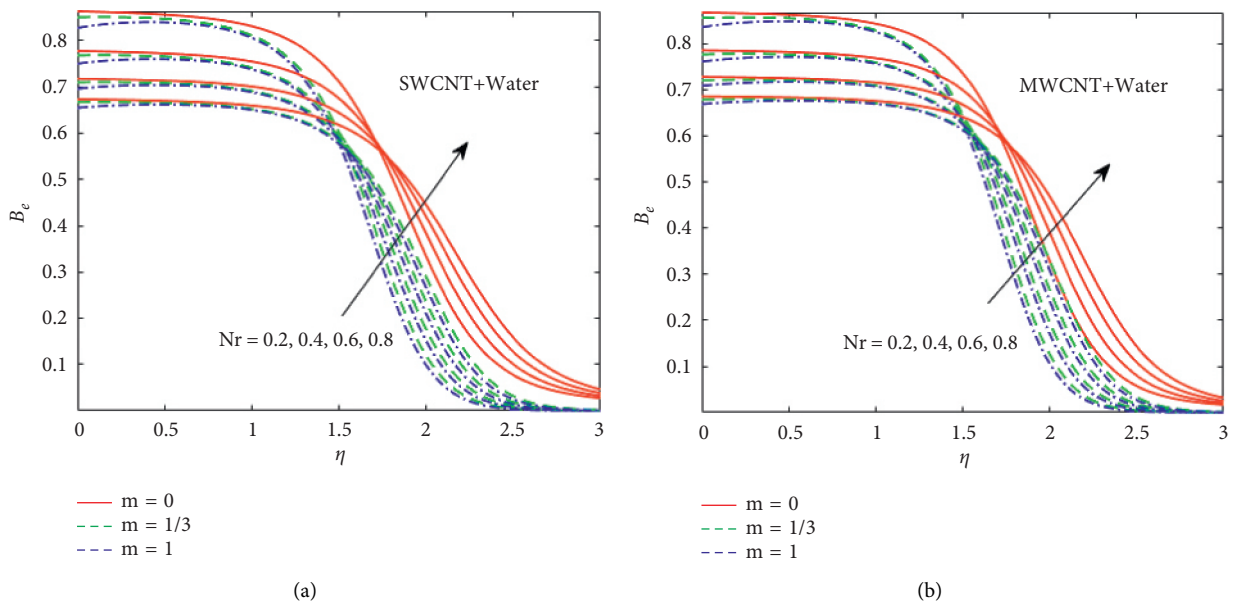 0.8
0.7
0.6
0.5
0.4
0.3
0.2
0.1
B_e
SWCNT+Water
Nr = 0.2, 0.4, 0.6, 0.8
0 0.5 1 1.5 2 2.5 3
η
m = 0
m = 1/3
m = 1
(a)
0.8
0.7
0.6
0.5
0.4
0.3
0.2
0.1
B_e
MWCNT+Water
Nr = 0.2, 0.4, 0.6, 0.8
0 0.5 1 1.5 2 2.5 3
η
m = 0
m = 1/3
m = 1
(b)